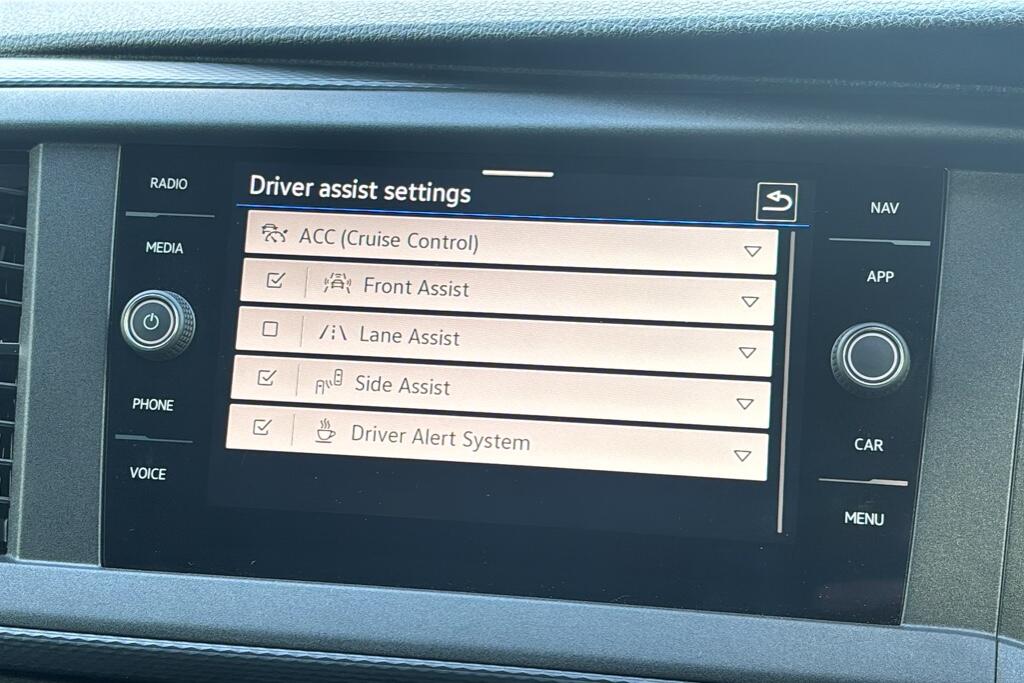 RADIO
MEDIA
PHONE
VOICE
Driver assist settings
ACC (Cruise Control)
Front Assist
Lane Assist
Side Assist
Driver Alert System
NAV
APP
CAR
MENU